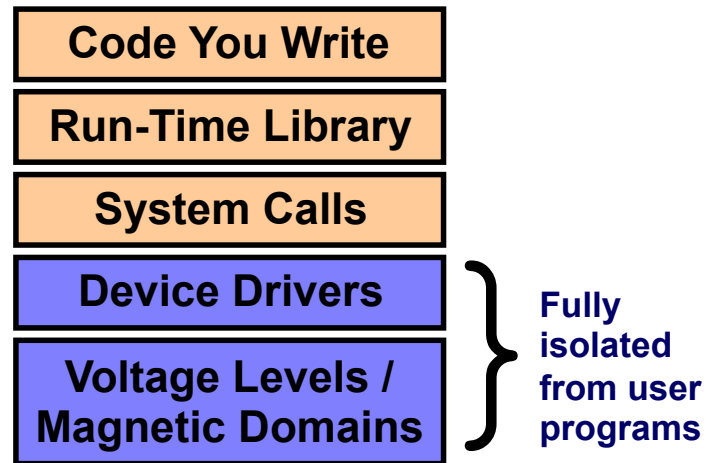 Code You Write
Run-Time Library
System Calls
Device Drivers
Voltage Levels /
Magnetic Domains
Fully
isolated
from user
programs